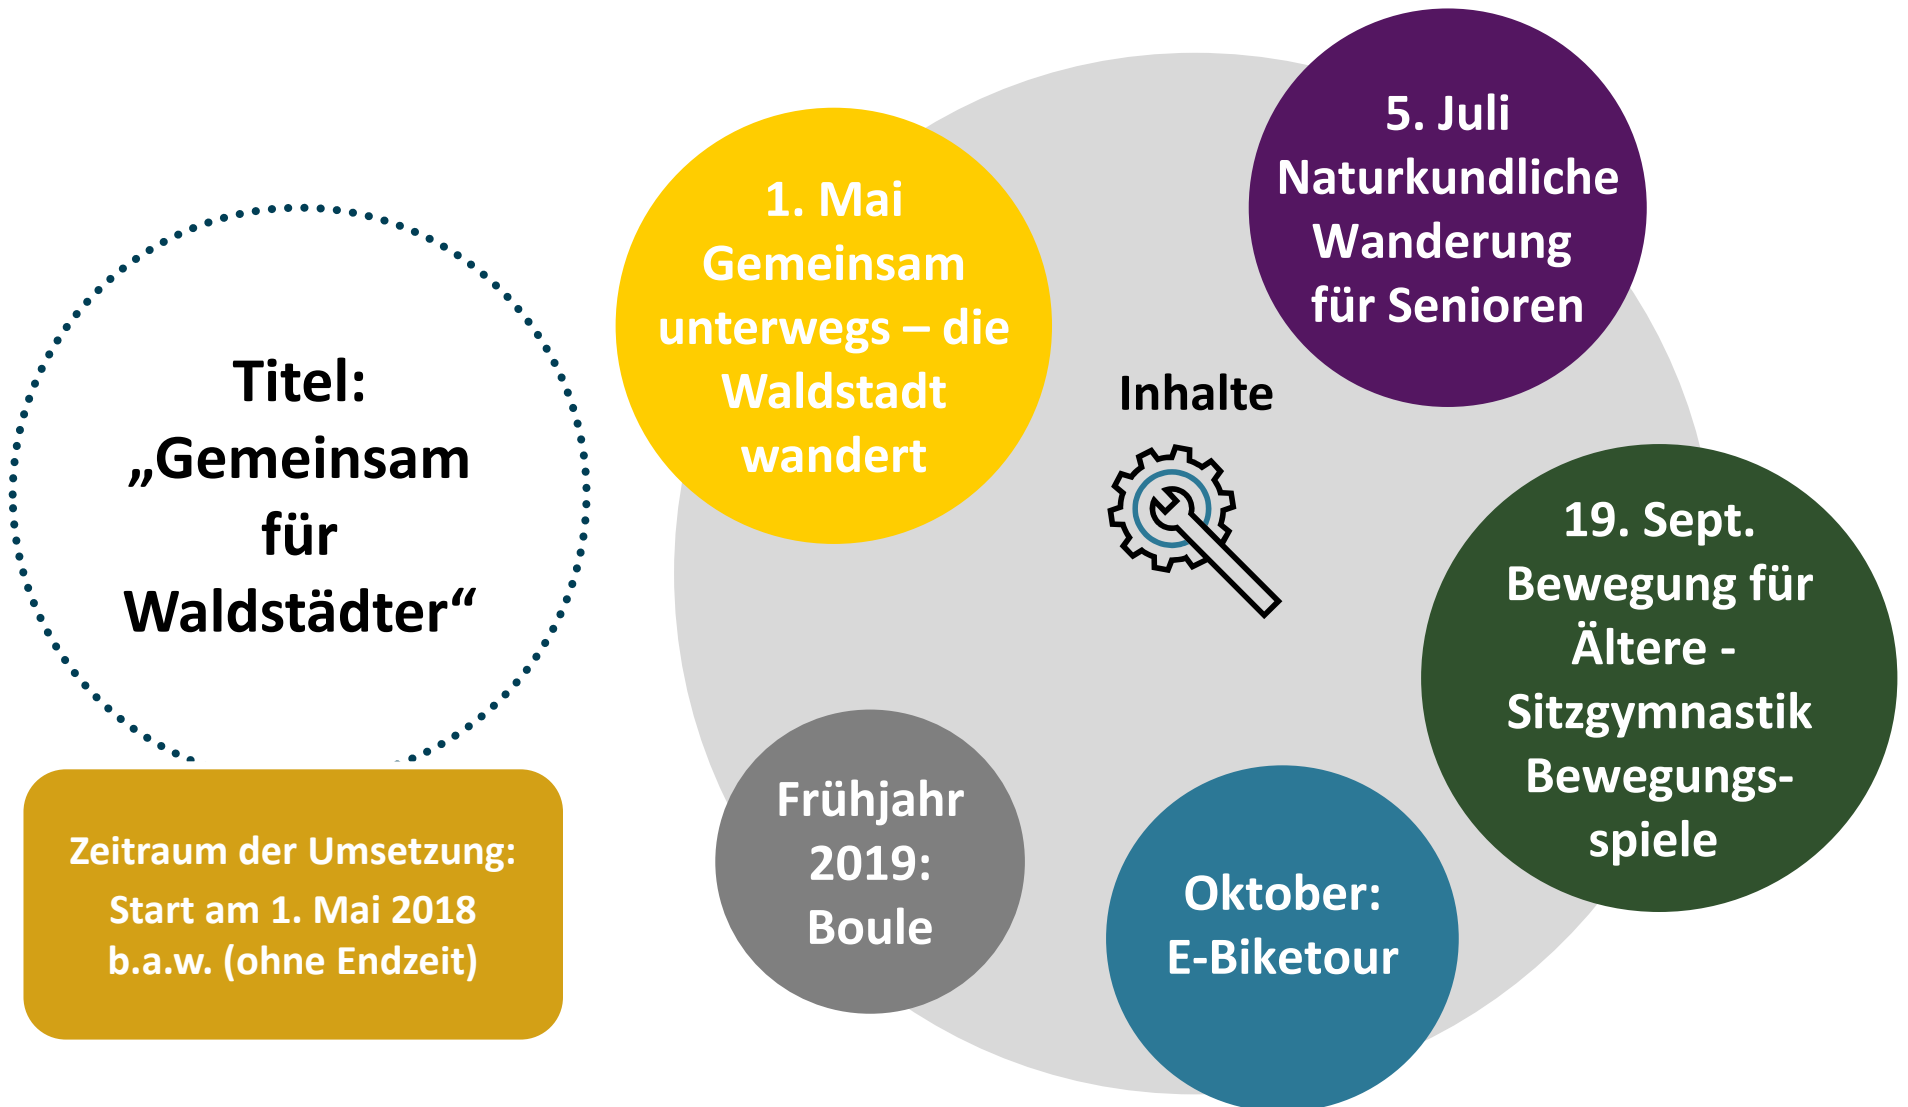 Titel:
„Gemeinsam
für
Waldstädter“
Zeitraum der Umsetzung:
Start am 1. Mai 2018
b.a.w. (ohne Endzeit)
Inhalte
1. Mai
Gemeinsam
unterwegs – die
Waldstadt
wandert
5. Juli
Naturkundliche
Wanderung
für Senioren
19. Sept.
Bewegung für
Ältere -
Sitzgymnastik
Bewegungs-
spiele
Oktober:
E-Biketour
Frühjahr
2019:
Boule